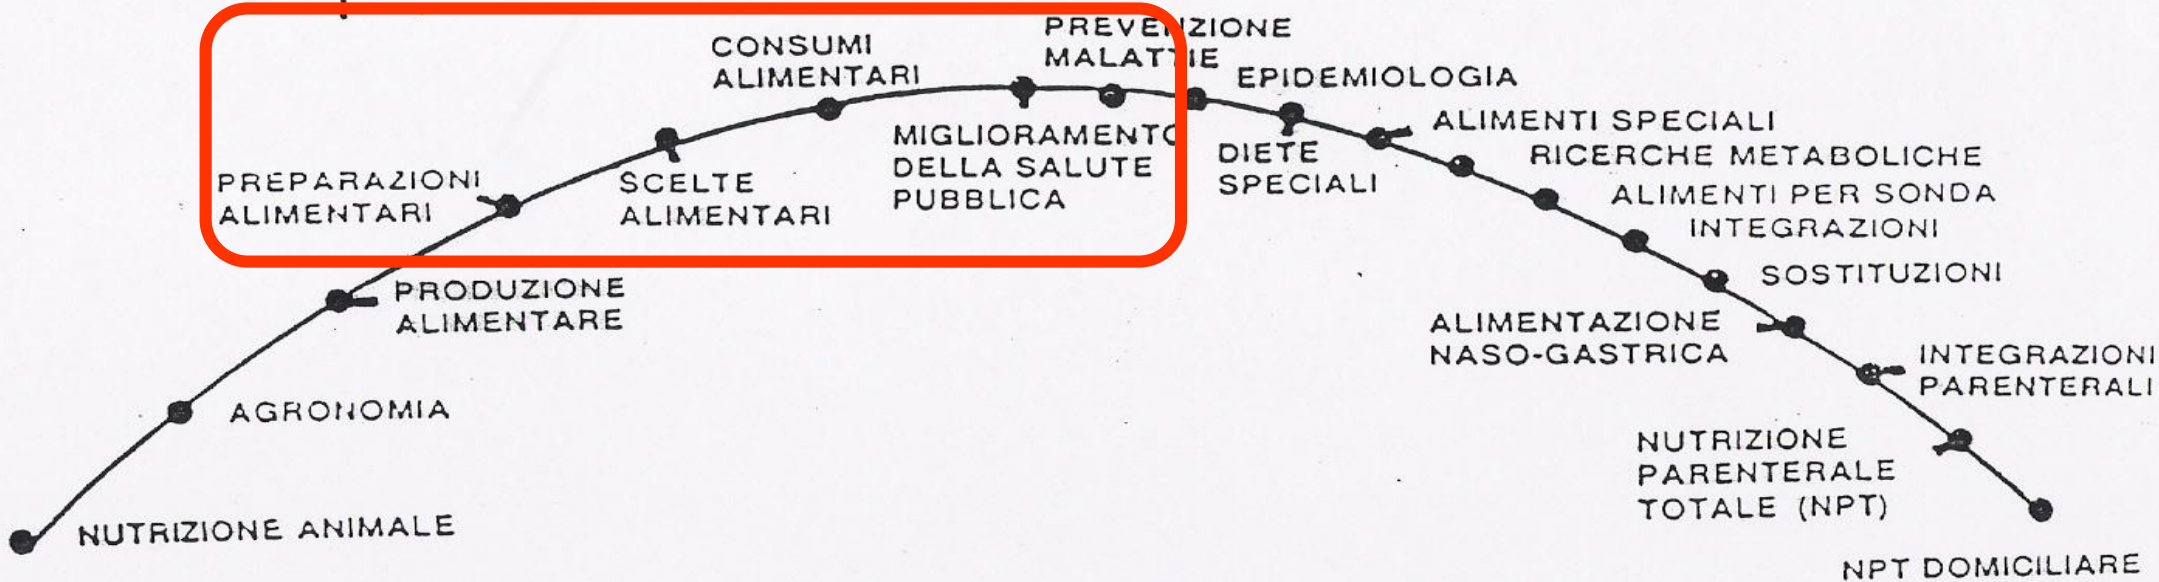 PREVENZIONE
MALATTIE
CONSUMI
ALIMENTARI
EPIDEMIOLOGIA
ALIMENTI SPECIALI
MIGLIORAMENTO
DELLA SALUTE
PUBBLICA
DIETE
SPECIALI
RICERCHE METABOLICHE
PREPARAZIONI
ALIMENTARI
SCELTE
ALIMENTARI
ALIMENTI PER SONDA
INTEGRAZIONI
SOSTITUZIONI
PRODUZIONE
ALIMENTARE
ALIMENTAZIONE
NASO-GASTRICA
INTEGRAZIONI
PARENTERALI
AGRONOMIA
NUTRIZIONE
PARENTERALE
TOTALE (NPT)
NUTRIZIONE ANIMALE
NPT DOMICILIARE